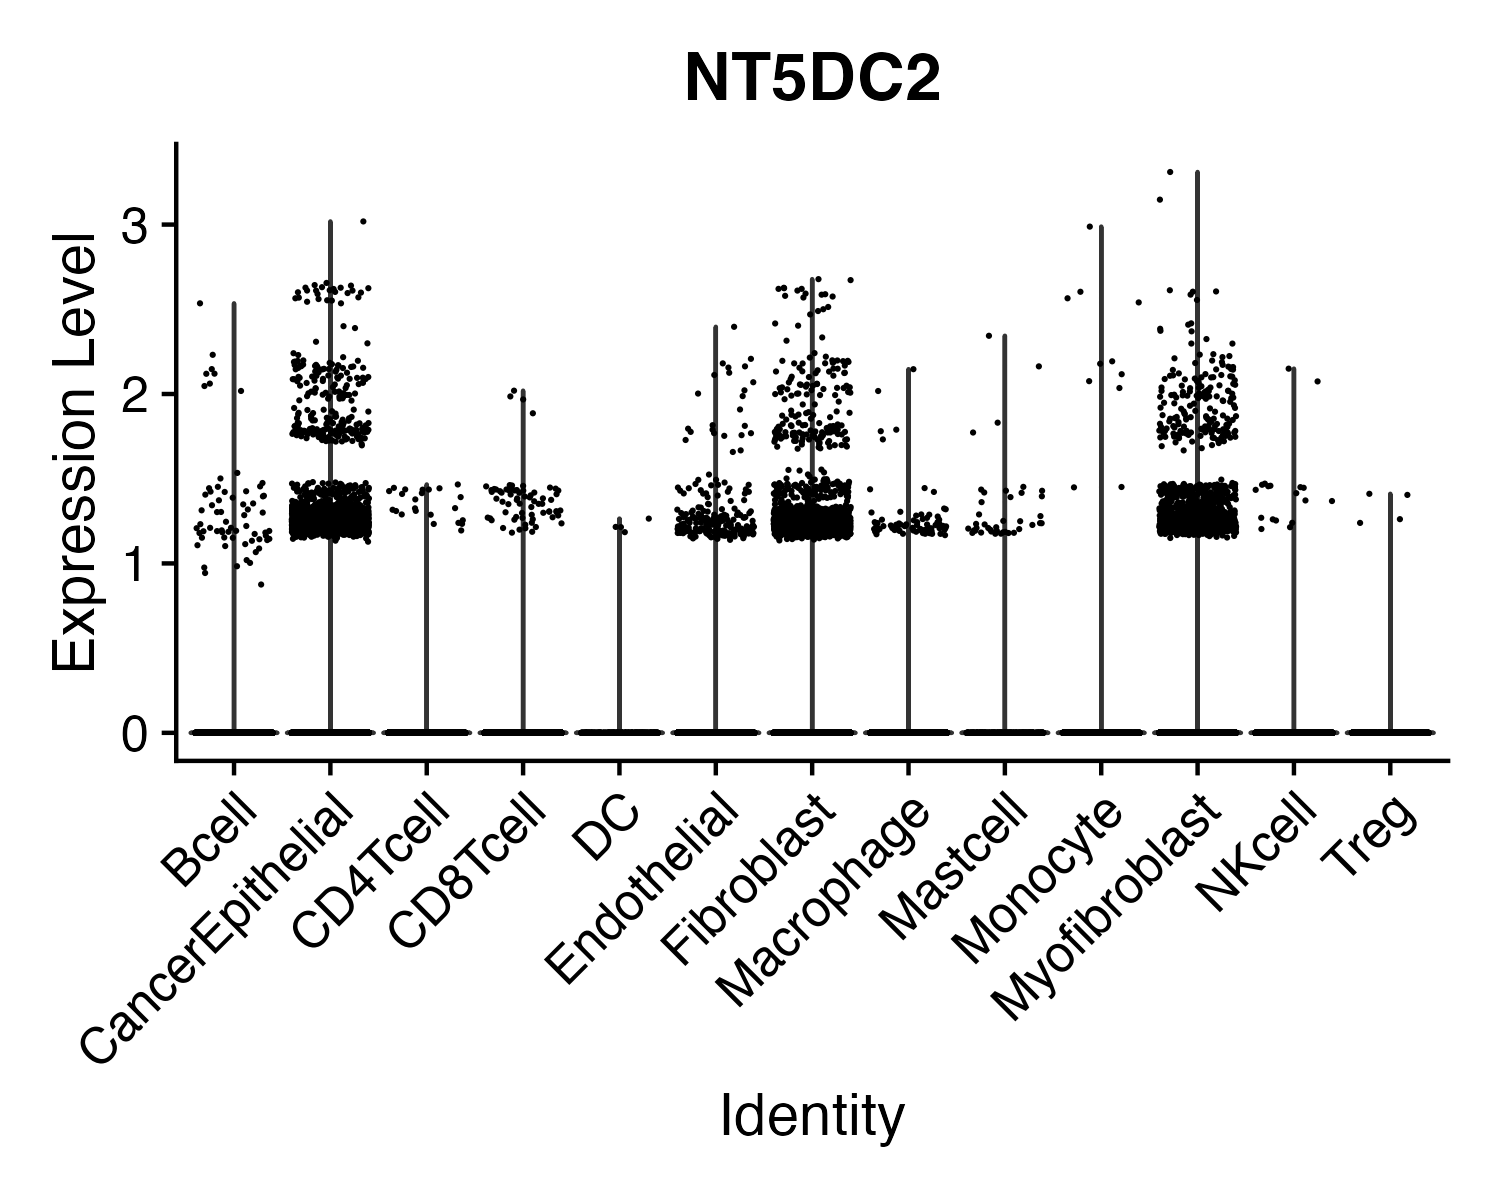 NT5DC2
Expression Level
3
2
1
0
Bcell
CancerEpithelial
CD4Tcell
CD8Tcell
DC
Endothelial
Fibroblast
Macrophage
Mastcell
Monocyte
Myofibroblast
NKcell
Treg
Identity